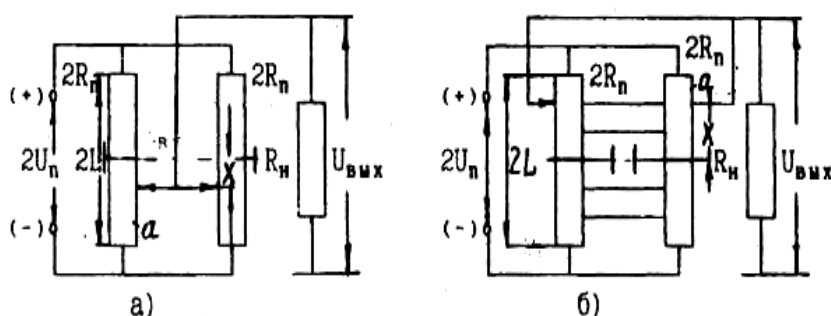 2Rп 2Rп
(+)
2Uп 2L X Rн Uвых
(-)
a
а)
2Rп 2Rп
a
(+)
X
2Uп 2L Rн Uвых
(-)
б)